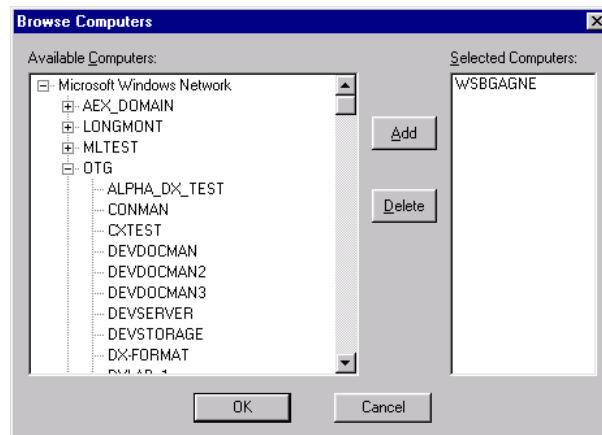 Browse Computers
Available Computers:
Microsoft Windows Network
AEX_DOMAIN
LONGMONT
MLTEST
OTG
ALPHA_DX_TEST
CONMAN
CXTEST
DEVDOCMAN
DEVDOCMAN2
DEVDOCMAN3
DEVSERVER
DEVSTORAGE
DX-FORMAT
Add
Delete
Selected Computers:
WSBGAGNE
OK
Cancel